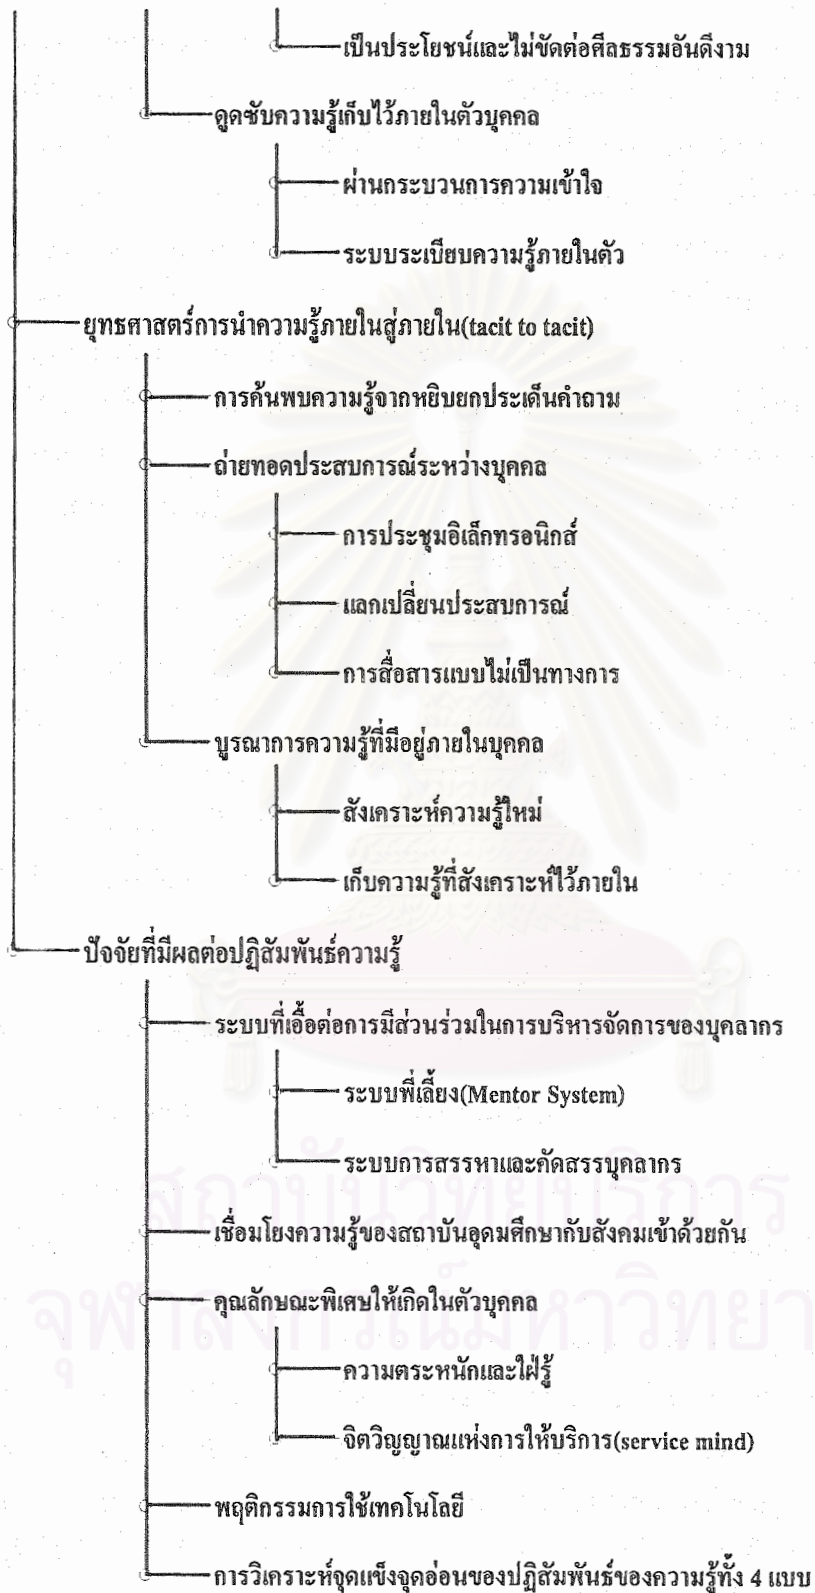 เป็นประโยชน์และไม่ขัดต่อศีลธรรมอันดีงาม
ดูดซับความรู้เก็บไว้ภายในตัวบุคคล
ผ่านกระบวนการความเข้าใจ
ระบบระเบียบความรู้ภายในตัว
ยุทธศาสตร์การนำความรู้ภายในสู่ภายใน(tacit to tacit)
การค้นพบความรู้จากหยิบยกประเด็นคำถาม
ถ่ายทอดประสบการณ์ระหว่างบุคคล
การประชุมอิเล็กทรอนิกส์
แลกเปลี่ยนประสบการณ์
การสื่อสารแบบไม่เป็นทางการ
บูรณาการความรู้ที่มีอยู่ภายในบุคคล
สังเคราะห์ความรู้ใหม่
เก็บความรู้ที่สังเคราะห์ไว้ภายใน
ปัจจัยที่มีผลต่อปฏิสัมพันธ์ความรู้
ระบบที่เอื้อต่อการมีส่วนร่วมในการบริหารจัดการของบุคลากร
ระบบพี่เลี้ยง(Mentor System)
ระบบการสรรหาและคัดสรรบุคลากร
สถาบันวิทยบริการ
เชื่อมโยงความรู้ของสถาบันอุดมศึกษากับสังคมเข้าด้วยกัน
คุณลักษณะพิเศษให้เกิดในตัวบุคคล
จุฬาลงกรณ์มหาวิทยา
ความตระหนักและใฝ่รู้
จิตวิญญาณแห่งการให้บริการ(service mind)
พฤติกรรมการใช้เทคโนโลยี
การวิเคราะห์จุดแข็งจุดอ่อนของปฏิสัมพันธ์ของความรู้ทั้ง 4 แบบ